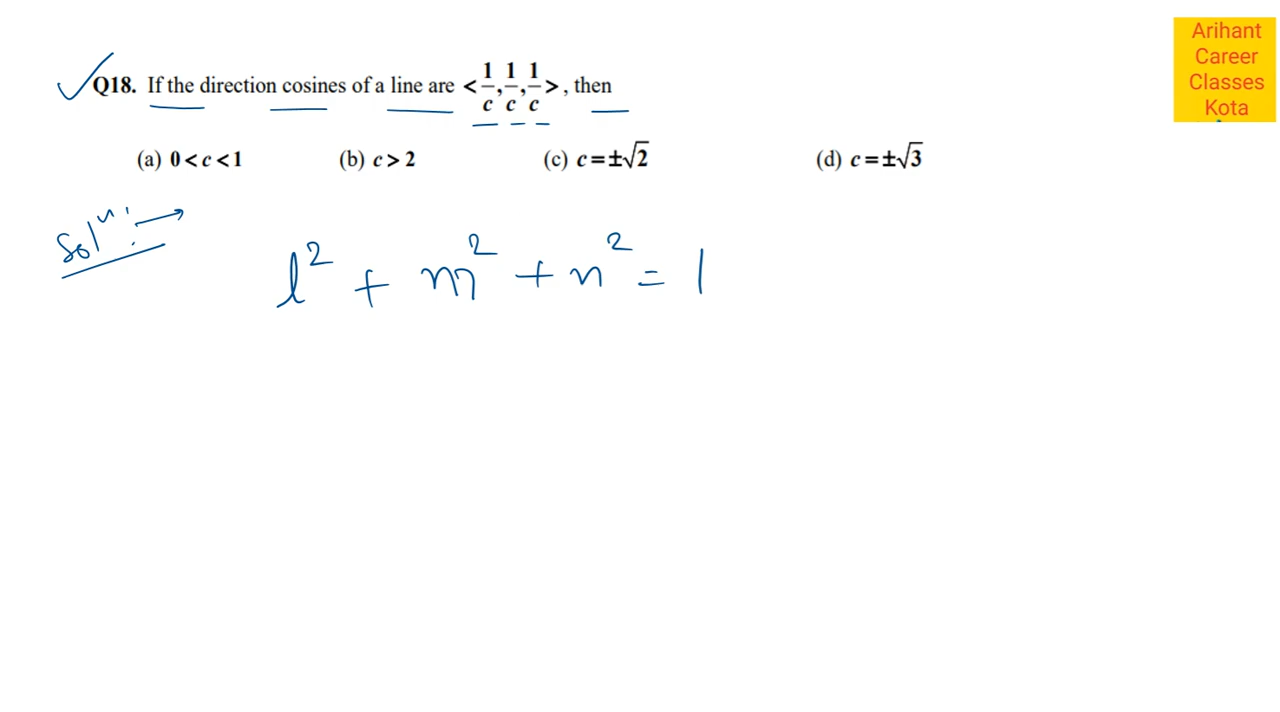 Arihant
Career
Classes
Kota
Q18. If the direction cosines of a line are <1/c, 1/c, 1/c>, then
(a) 0 < c < 1 (b) c > 2 (c) c = ±√2 (d) c = ±√3
Solⁿ: →
l² + m² + n² = 1